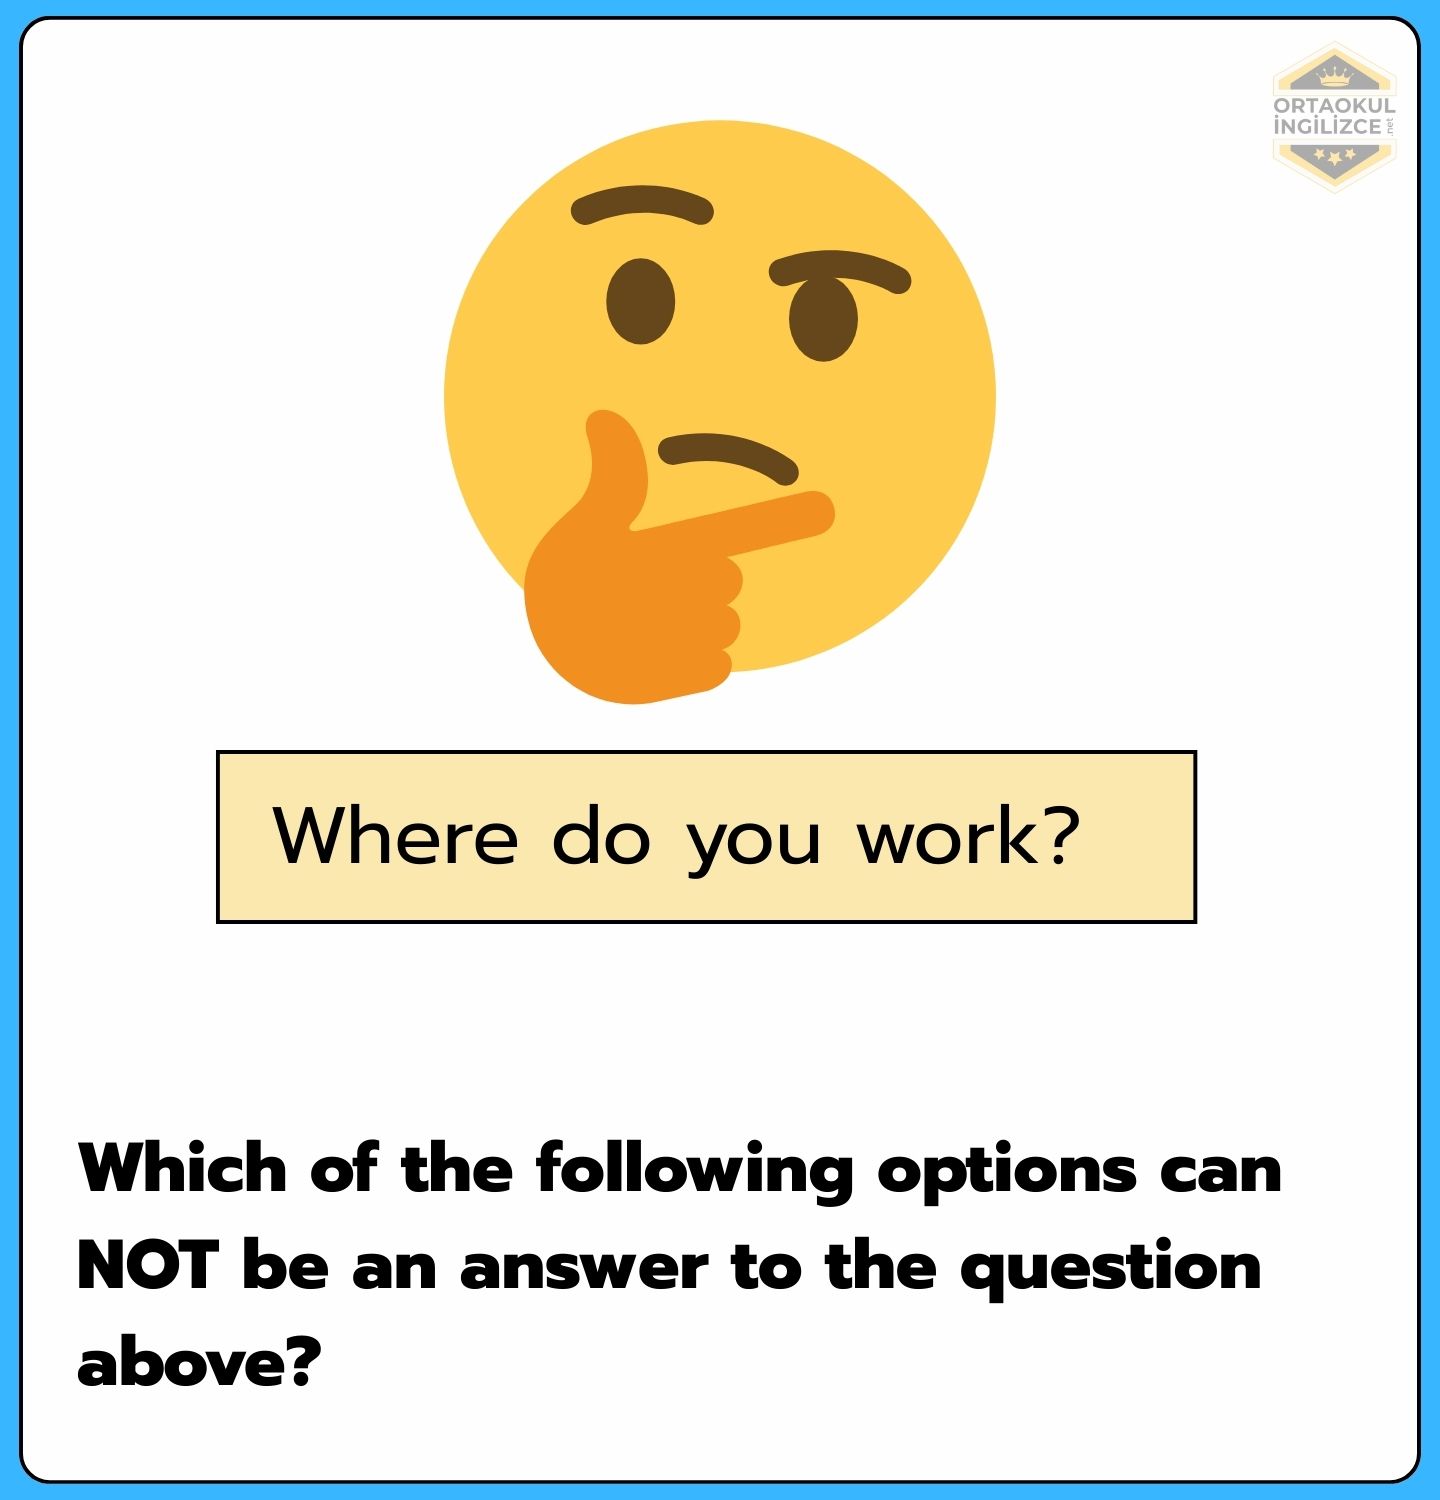 ORTAOKUL
İNGİLİZCE .net
Where do you work?
Which of the following options can
NOT be an answer to the question
above?